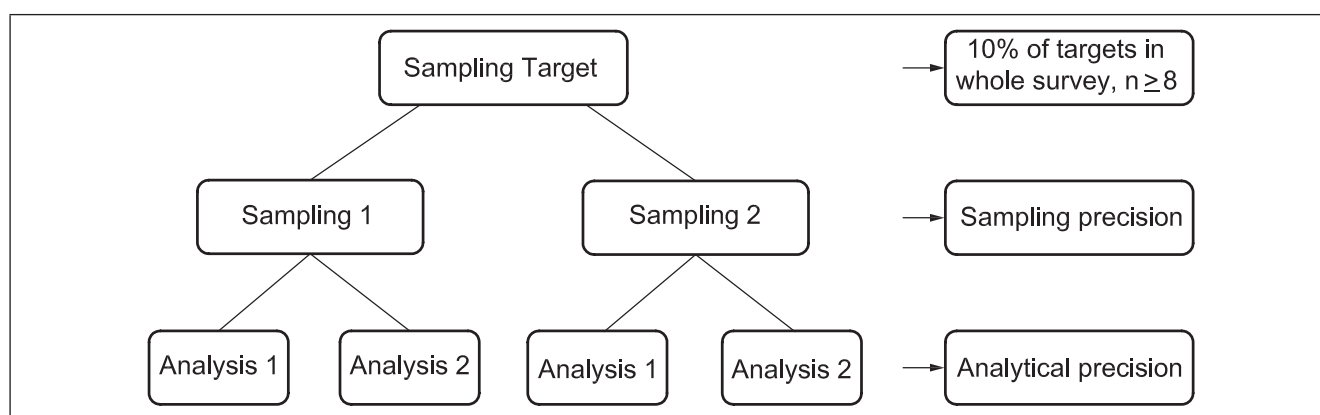 Sampling Target
10% of targets in
whole survey, n ≥ 8
Sampling 1
Sampling 2
Sampling precision
Analysis 1
Analysis 2
Analysis 1
Analysis 2
Analytical precision